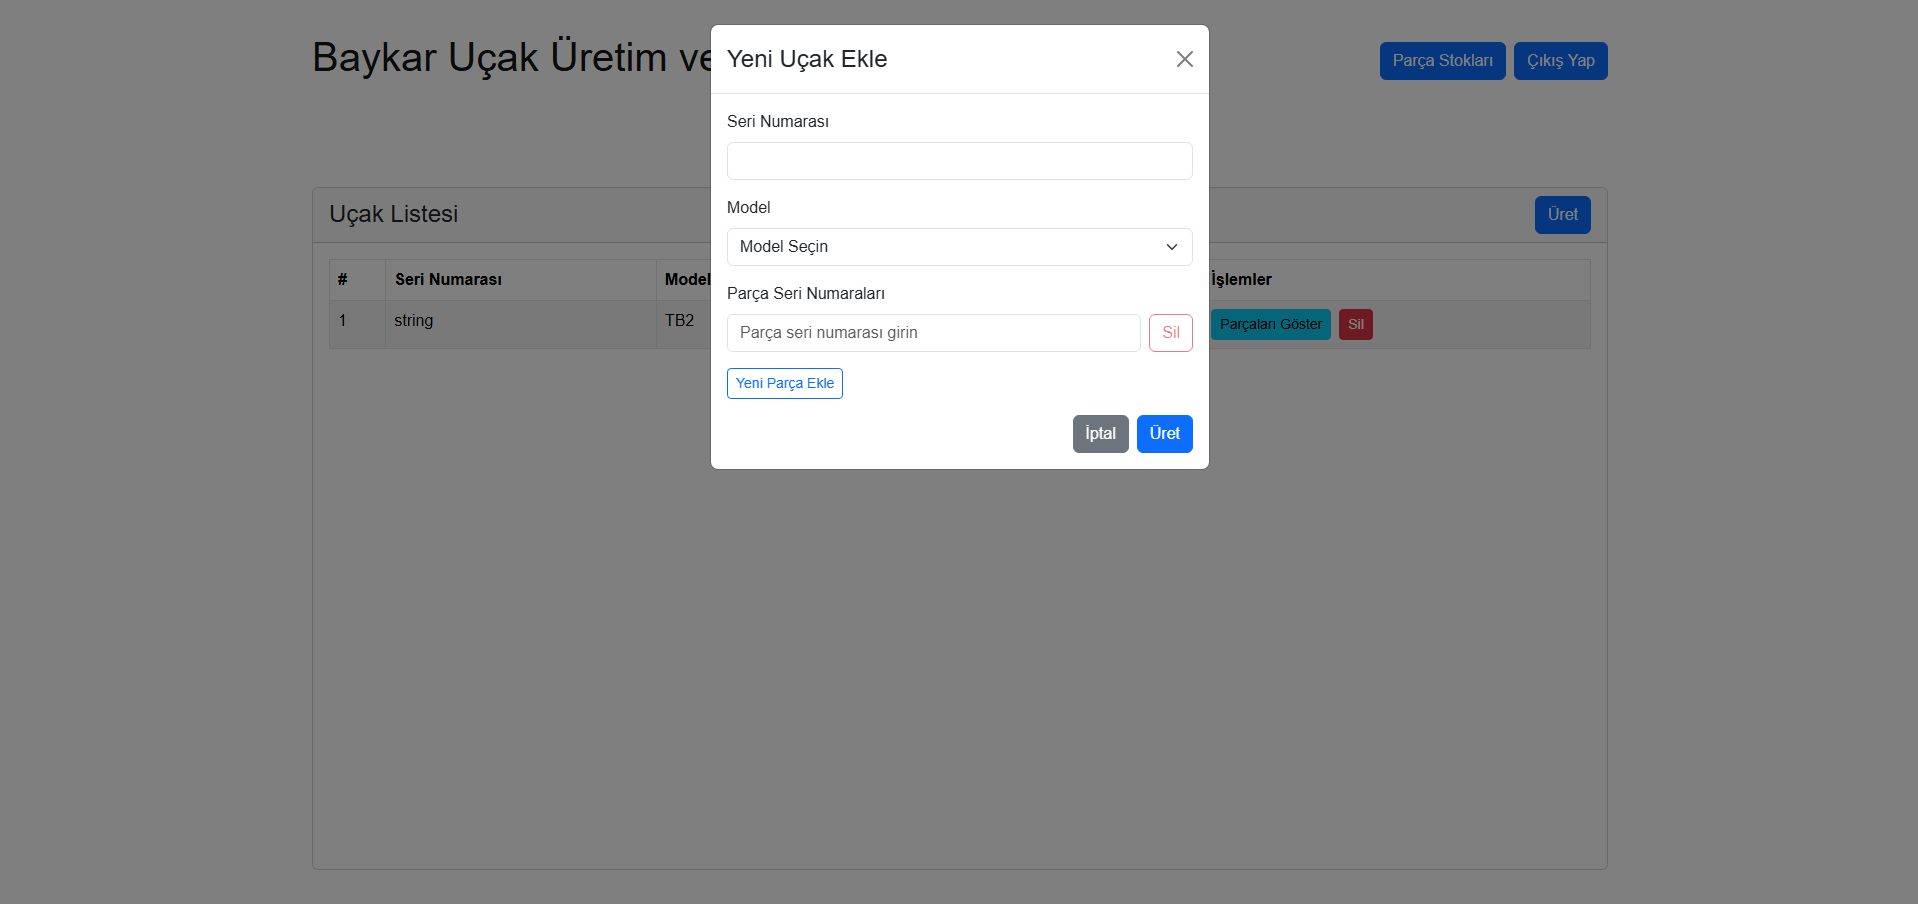 Baykar Uçak Üretim ve
Parça Stokları
Çıkış Yap
Yeni Uçak Ekle
Seri Numarası
Model
Model Seçin
Parça Seri Numaraları
Parça seri numarası girin
Sil
Yeni Parça Ekle
İptal
Üret
Uçak Listesi
Üret
# Seri Numarası Model İşlemler
1 string TB2 Parçaları Göster Sil